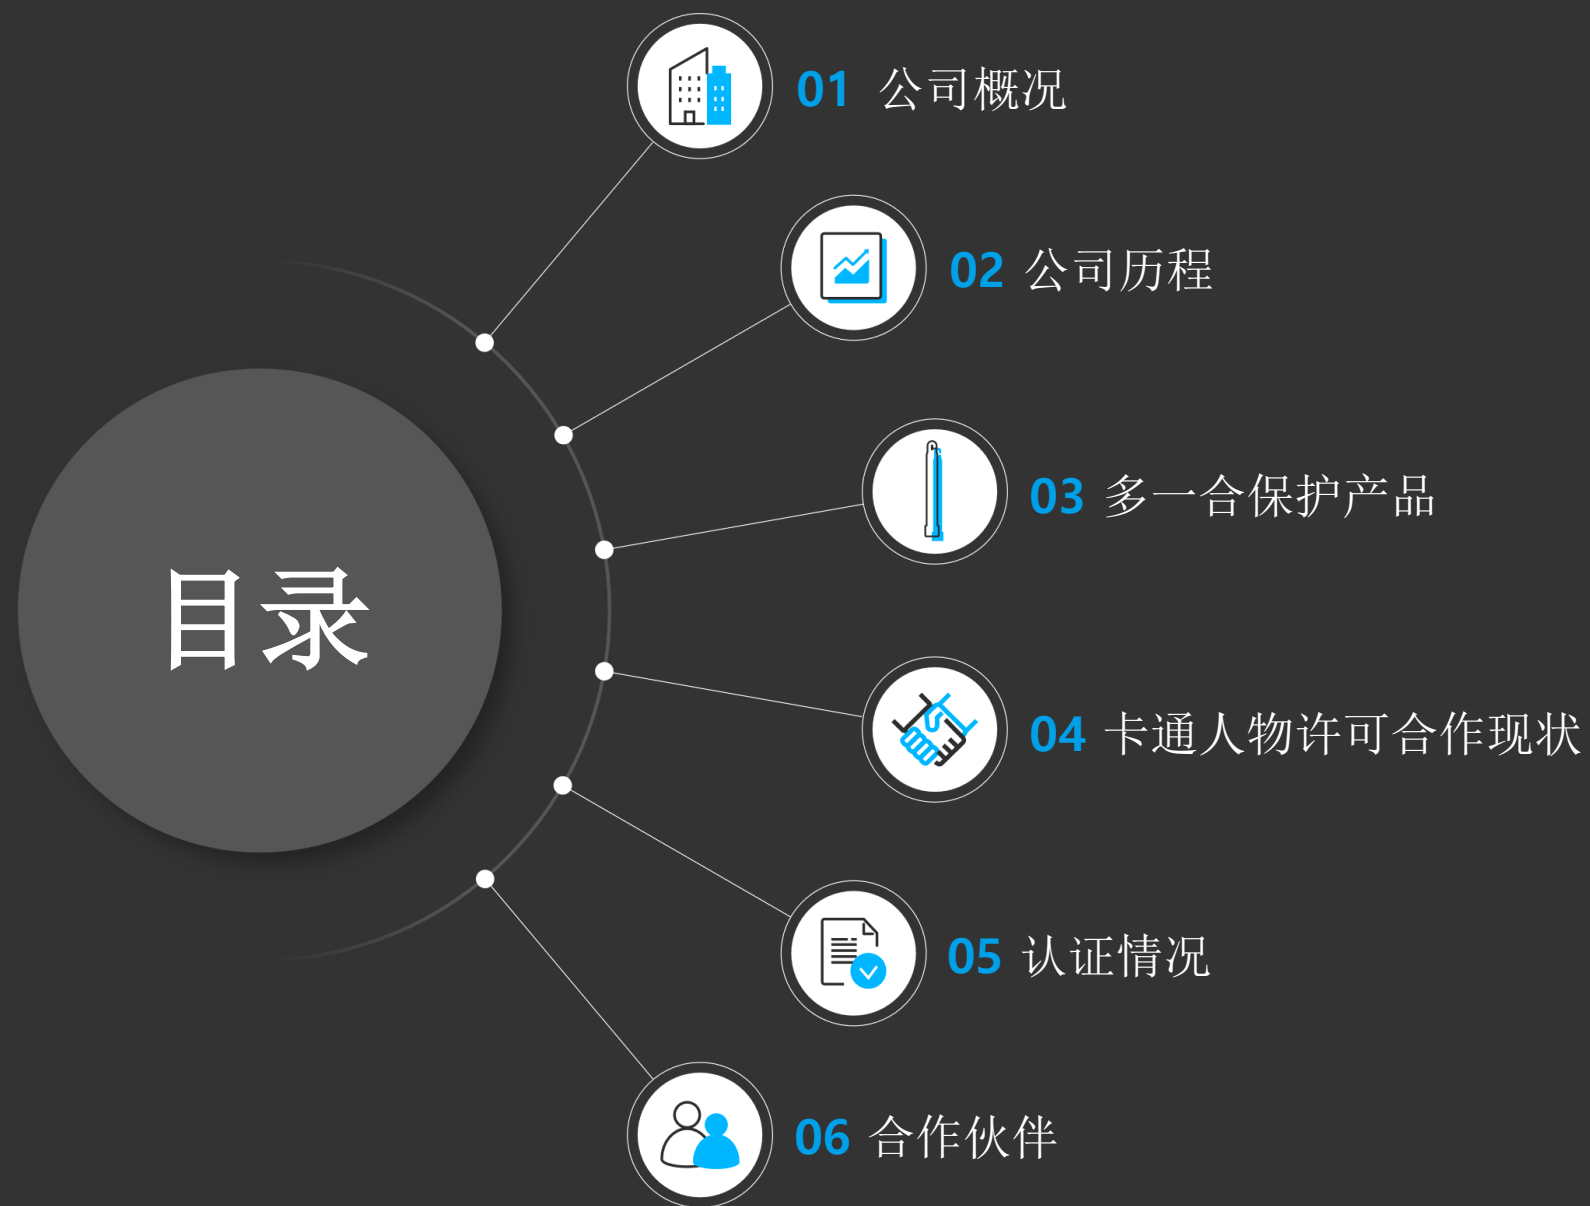 目录
01 公司概况
02 公司历程
03 多一合保护产品
04 卡通人物许可合作现状
05 认证情况
06 合作伙伴